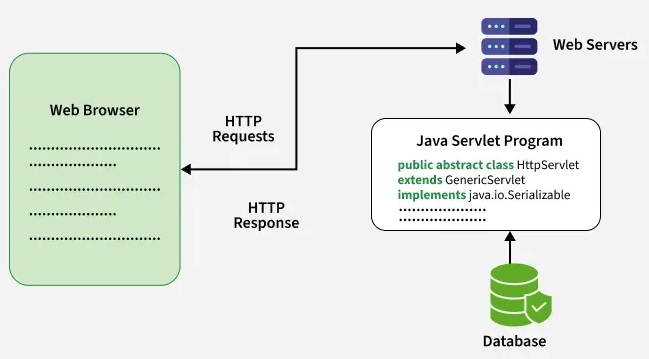 Web Browser
HTTP
Requests
HTTP
Response
Web Servers
Java Servlet Program
public abstract class HttpServlet
extends GenericServlet
implements java.io.Serializable
Database